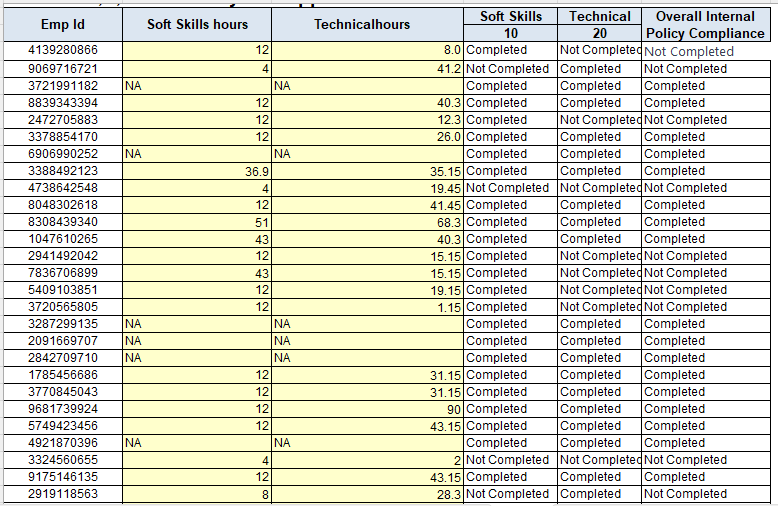 Soft Skills Technical Overall Internal
Emp Id Soft Skills hours Technicalhours 10 20 Policy Compliance
4139280866 12 8.0 Completed Not Completed Not Completed
9069716721 4 41.2 Not Completed Completed Not Completed
3721991182 NA NA Completed Completed Completed
8839343394 12 40.3 Completed Completed Completed
2472705883 12 12.3 Completed Not Completed Not Completed
3378854170 12 26.0 Completed Completed Completed
6906990252 NA NA Completed Completed Completed
3388492123 36.9 35.15 Completed Completed Completed
4738642548 4 19.45 Not Completed Not Completed Not Completed
8048302618 12 41.45 Completed Completed Completed
8308439340 51 68.3 Completed Completed Completed
1047610265 43 40.3 Completed Completed Completed
2941492042 12 15.15 Completed Not Completed Not Completed
7836706899 43 15.15 Completed Not Completed Not Completed
5409103851 12 19.15 Completed Not Completed Not Completed
3720565805 12 1.15 Completed Not Completed Not Completed
3287299135 NA NA Completed Completed Completed
2091669707 NA NA Completed Completed Completed
2842709710 NA NA Completed Completed Completed
1785456686 12 31.15 Completed Completed Completed
3770845043 12 31.15 Completed Completed Completed
9681739924 12 90 Completed Completed Completed
5749423456 12 43.15 Completed Completed Completed
4921870396 NA NA Completed Completed Completed
3324560655 4 2 Not Completed Not Completed Not Completed
9175146135 12 43.15 Completed Completed Completed
2919118563 8 28.3 Not Completed Completed Not Completed